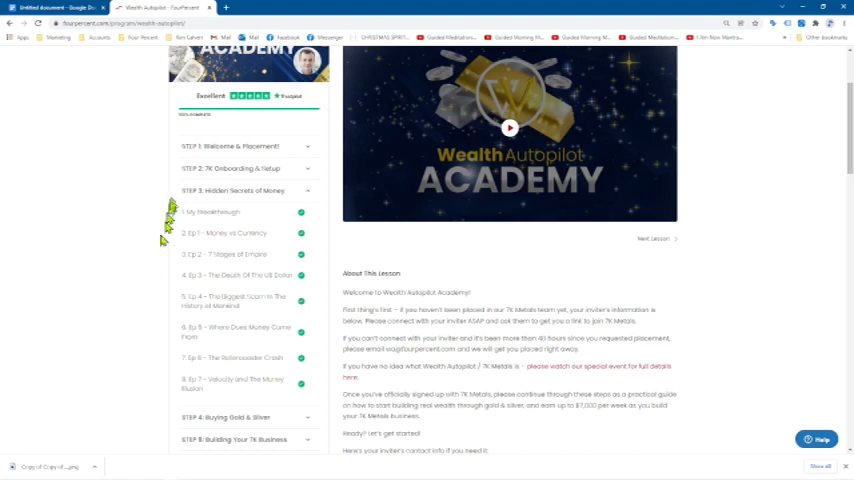 Untitled document - Google Do
Wealth Autopilot - FourPercent
fourpercent.com/program/wealth-autopilot/
Apps
Marketing
Accounts
Four Percent
Ken Calvert
Mail
Mail
Facebook
Messenger
CHRISTMAS SPIRIT...
Guided Meditation...
Guided Morning M...
Guided Morning M...
Guided Meditation...
I Am Now Mantra...
Other bookmarks
ACADEMY
Excellent
Trustpilot
100% COMPLETE
STEP 1: Welcome & Placement!
STEP 2: 7K Onboarding & Setup
STEP 3: Hidden Secrets of Money
1. My Breakthrough
2. Ep 1 - Money vs Currency
3. Ep 2 - 7 Stages of Empire
4. Ep 3 - The Death Of The US Dollar
5. Ep 4 - The Biggest Scam In The
History of Mankind
6. Ep 5 - Where Does Money Come
From
7. Ep 6 - The Rollercoaster Crash
8. Ep 7 - Velocity and The Money
Illusion
STEP 4: Buying Gold & Silver
STEP 5: Building Your 7K Business
W
Wealth Autopilot
ACADEMY
Next Lesson
About This Lesson
Welcome to Wealth Autopilot Academy!
First thing's first – if you haven't been placed in our 7K Metals team yet, your inviter's information is
below. Please connect with your inviter ASAP and ask them to get you a link to join 7K Metals.
If you can't connect with your inviter and it's been more than 48 hours since you requested placement,
please email wa@fourpercent.com and we will get you placed right away.
If you have no idea what Wealth Autopilot / 7K Metals is – please watch our special event for full details
here.
Once you've officially signed up with 7K Metals, please continue through these steps as a practical guide
on how to start building real wealth through gold & silver, and earn up to $7,000 per week as you build
your 7K Metals business.
Ready? Let's get started!
Here's your inviter's contact info if you need it:
Help
Copy of Copy of....png
Show all